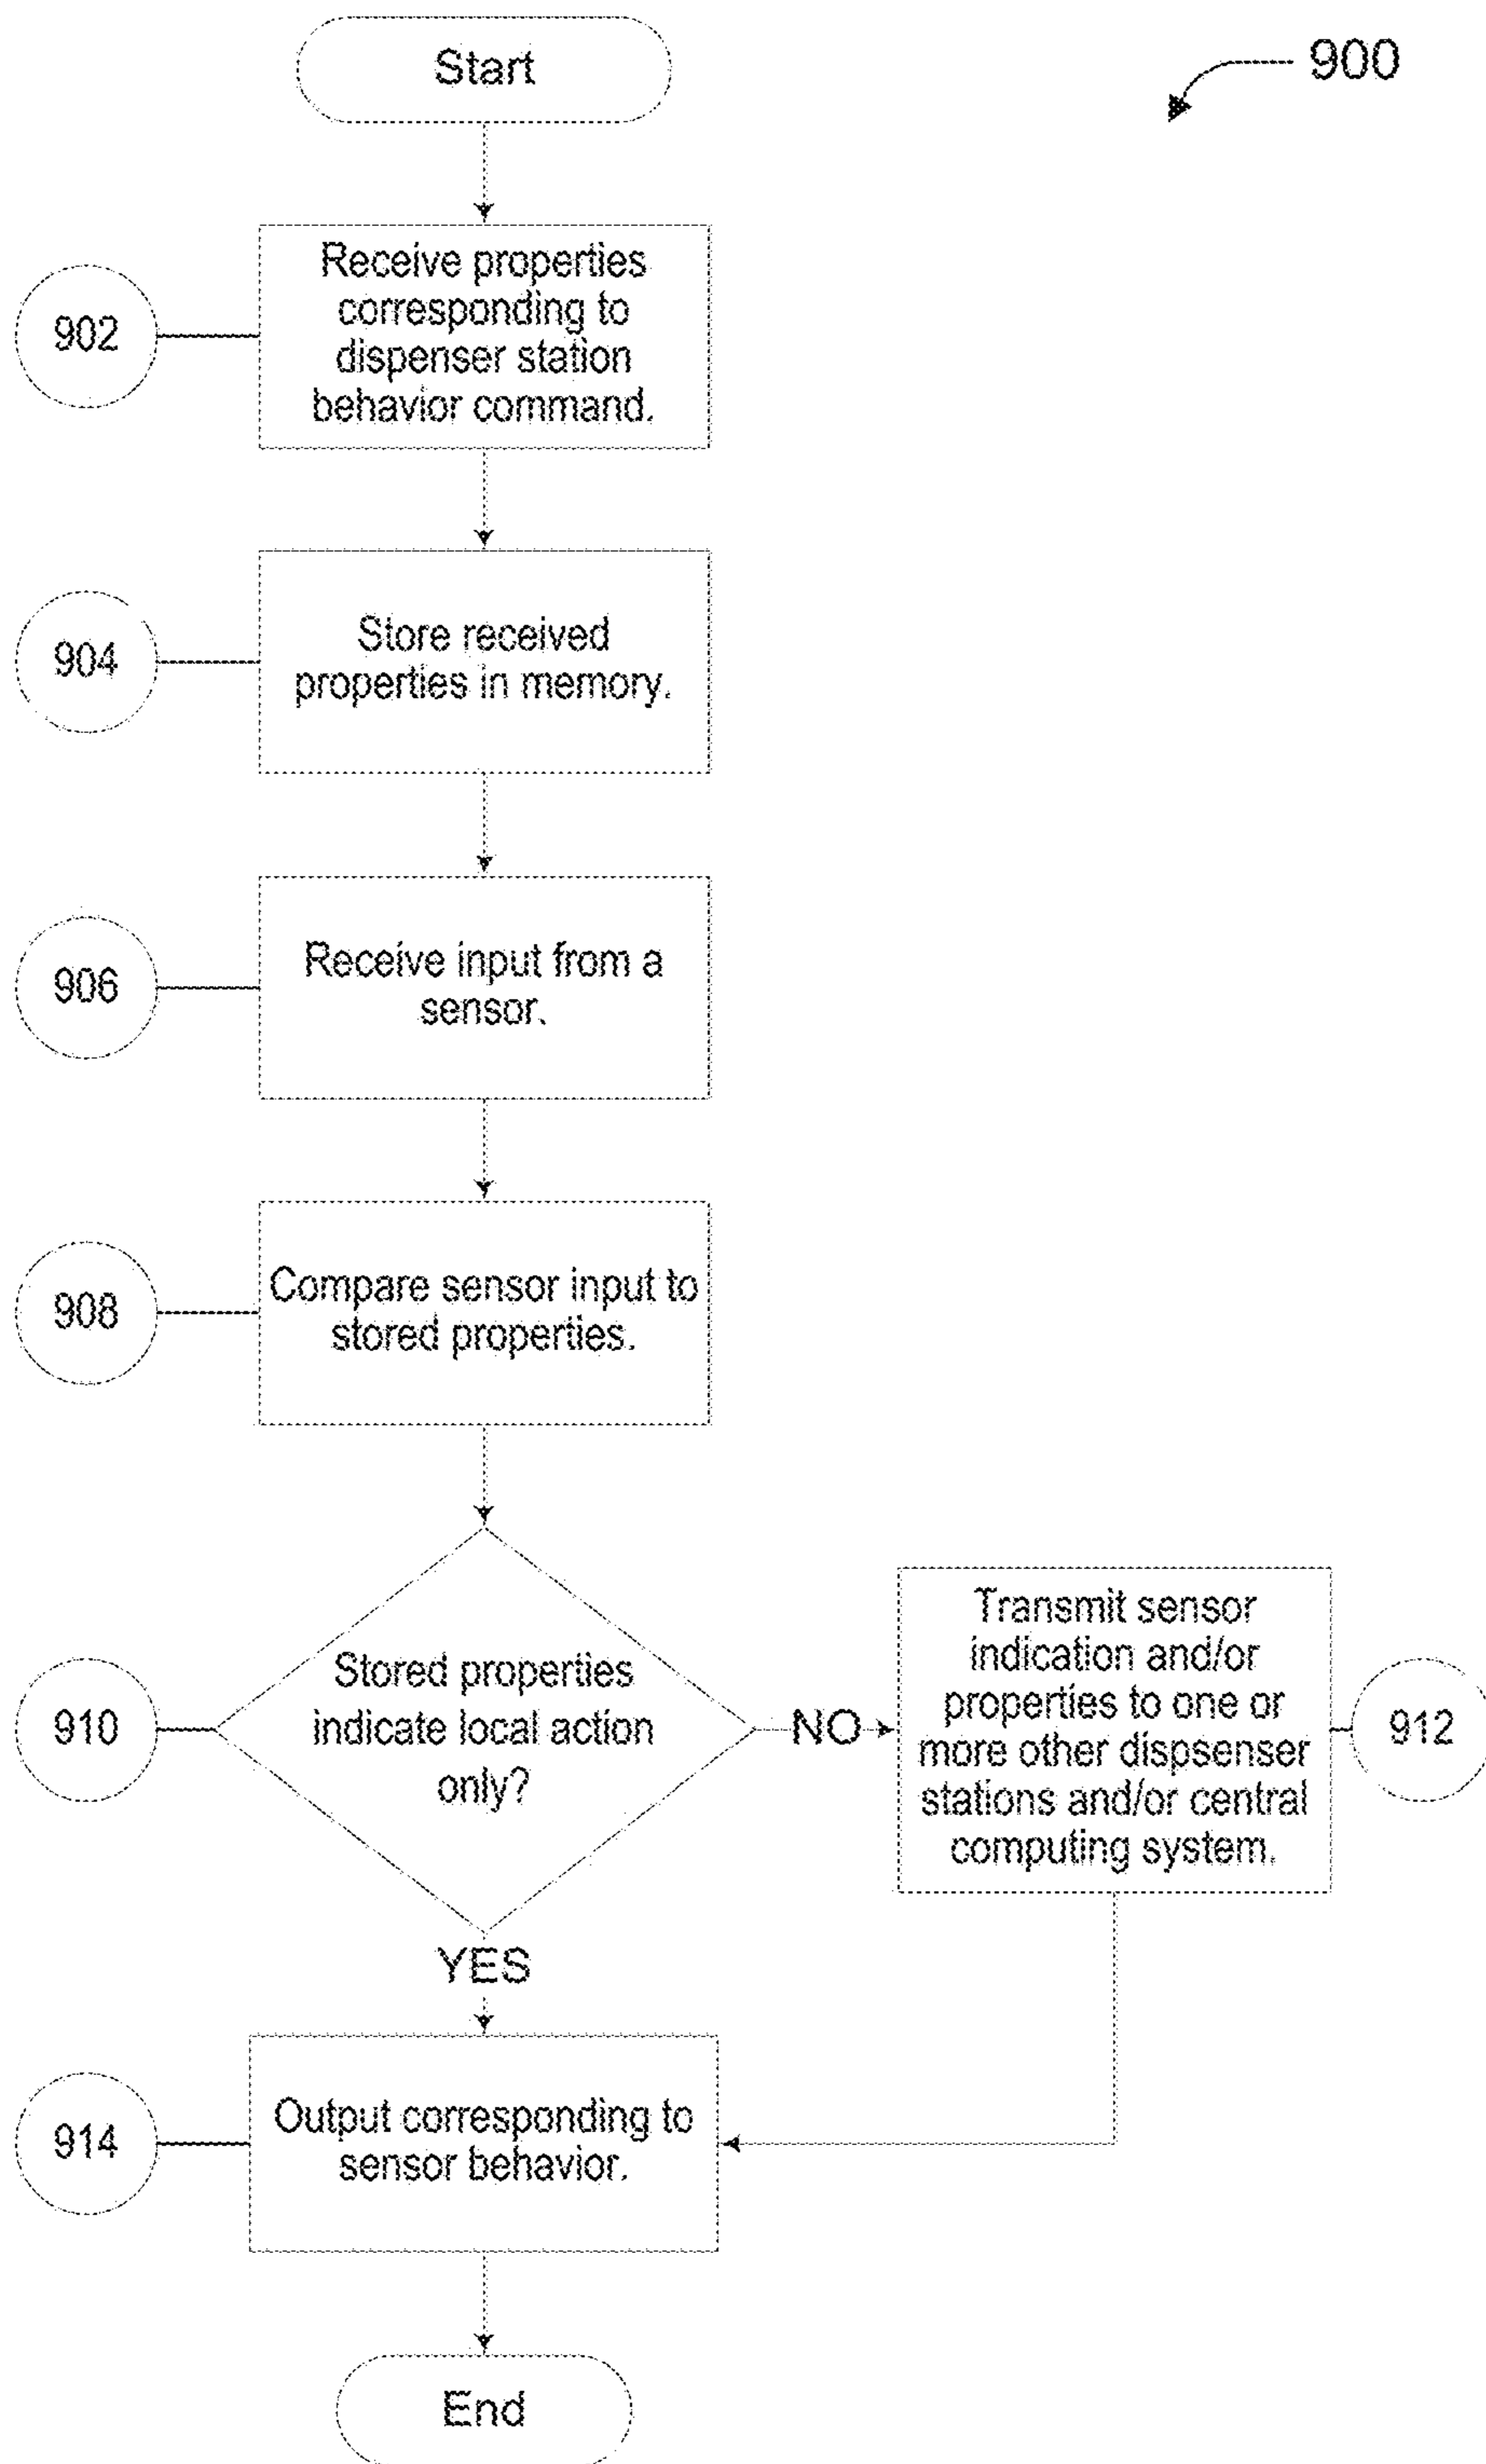 Start
900
902
Receive properties
corresponding to
dispenser station
behavior command.
904
Store received
properties in memory.
906
Receive input from a
sensor.
908
Compare sensor input to
stored properties.
910
Stored properties
indicate local action
only?
NO
Transmit sensor
indication and/or
properties to one or
more other dispsenser
stations and/or central
computing system.
912
YES
914
Output corresponding to
sensor behavior.
End